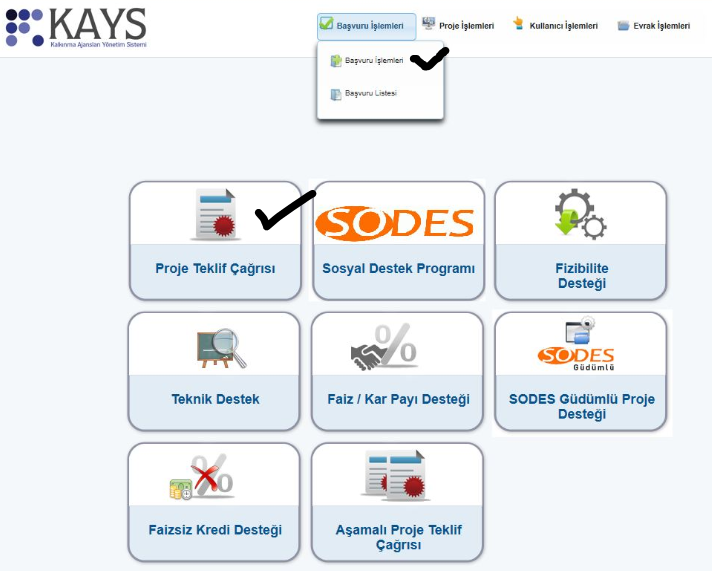 KAYS
Kalkınma Ajansları Yönetim Sistemi
Başvuru İşlemleri
Proje İşlemleri
Kullanıcı İşlemleri
Evrak İşlemleri
Başvuru İşlemleri
Başvuru Listesi
Proje Teklif Çağrısı
SODES
Sosyal Destek Programı
Fizibilite
Desteği
Teknik Destek
%
Faiz / Kar Payı Desteği
SODES
Güdümlü
SODES Güdümlü Proje
Desteği
%
Faizsiz Kredi Desteği
Aşamalı Proje Teklif
Çağrısı